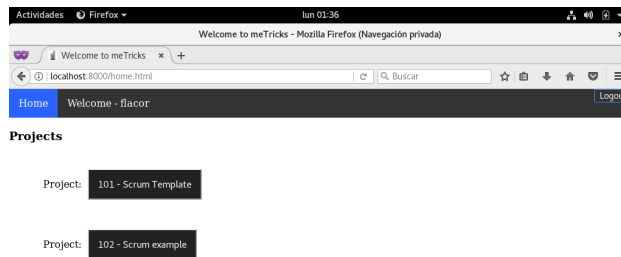 Actividades Firefox lun 01:36
Welcome to meTricks - Mozilla Firefox (Navegación privada)
Welcome to meTricks
localhost:8000/home.html Buscar
Home Welcome - flacor Logou
Projects
Project: 101 - Scrum Template
Project: 102 - Scrum example